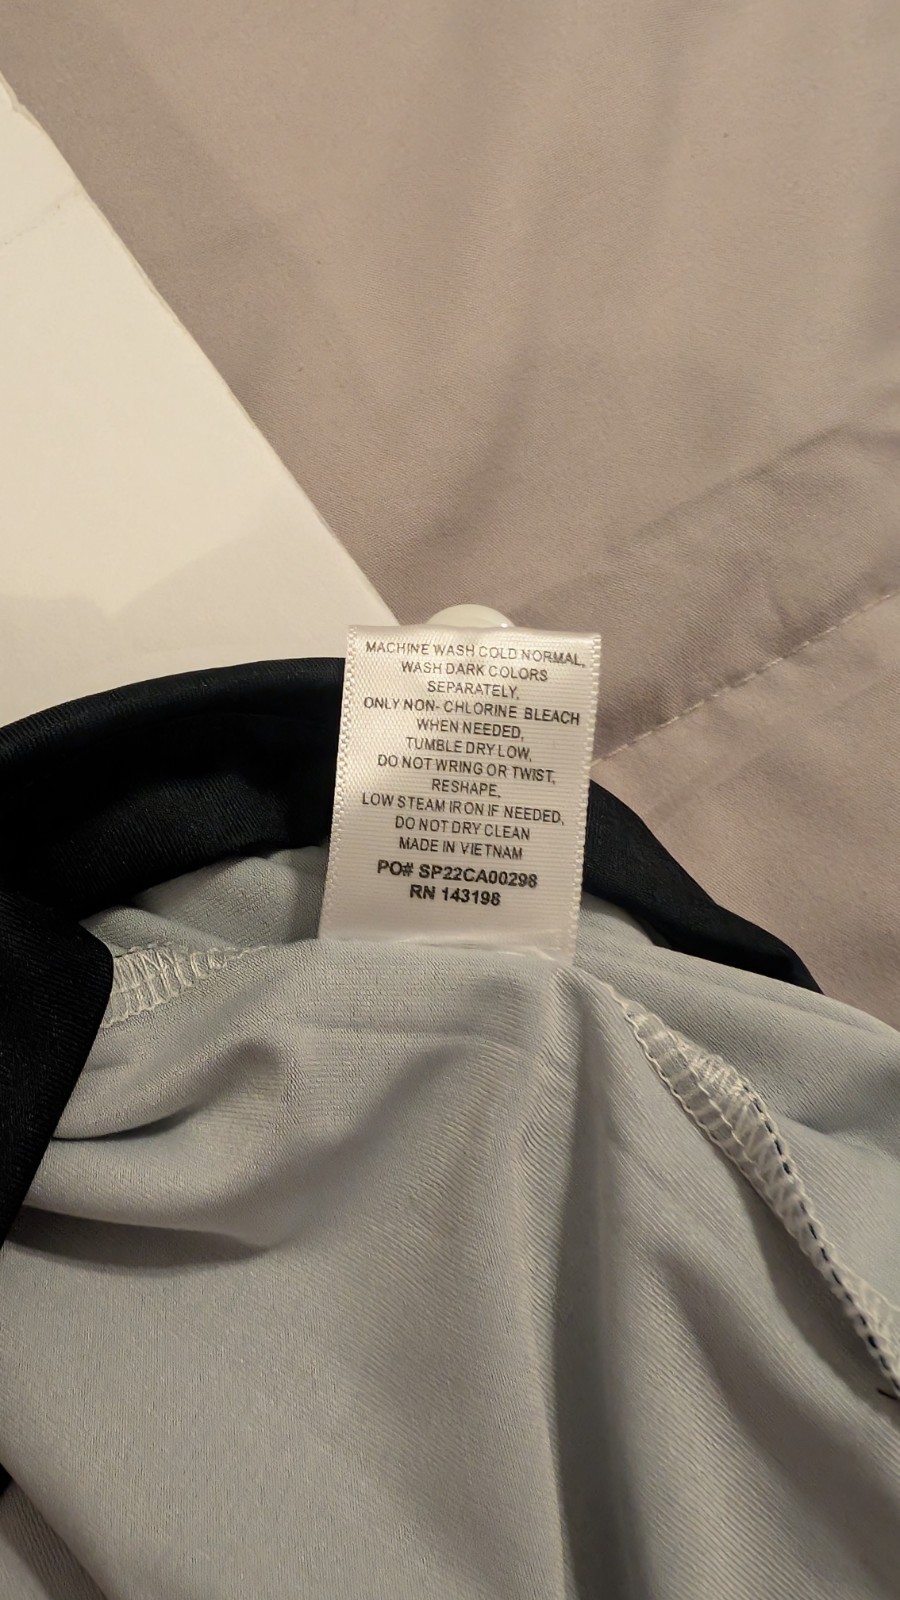 MACHINE WASH COLD NORMAL,
WASH DARK COLORS
SEPARATELY,
ONLY NON- CHLORINE BLEACH
WHEN NEEDED,
TUMBLE DRY LOW,
DO NOT WRING OR TWIST,
RESHAPE,
LOW STEAM IRON IF NEEDED,
DO NOT DRY CLEAN
MADE IN VIETNAM
PO# SP22CA00298
RN 143198